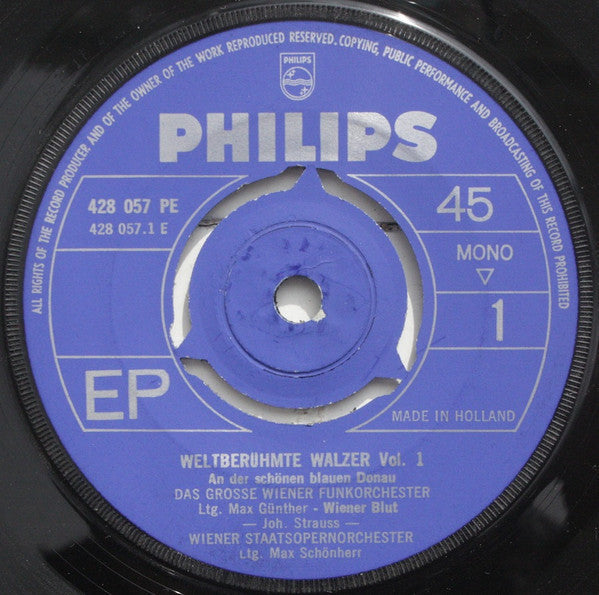 ALL RIGHTS OF THE RECORD PRODUCER AND OF THE OWNER OF THE WORK REPRODUCED RESERVED. COPYING, PUBLIC PERFORMANCE AND BROADCASTING OF THIS RECORD PROHIBITED
PHILIPS
PHILIPS
428 057 PE
428 057.1 E
45
MONO
1
EP
MADE IN HOLLAND
WELTBERÜHMTE WALZER Vol. 1
An der schönen blauen Donau
DAS GROSSE WIENER FUNKORCHESTER
Ltg. Max Günther - Wiener Blut
— Joh. Strauss —
WIENER STAATSOPERNORCHESTER
Ltg. Max Schönherr